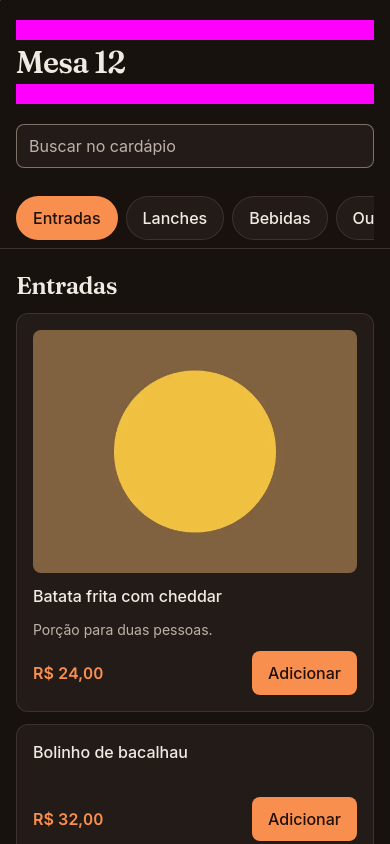 Mesa 12
Buscar no cardápio
Entradas
Lanches
Bebidas
Ou
Entradas
Batata frita com cheddar
Porção para duas pessoas.
R$ 24,00
Adicionar
Bolinho de bacalhau
R$ 32,00
Adicionar